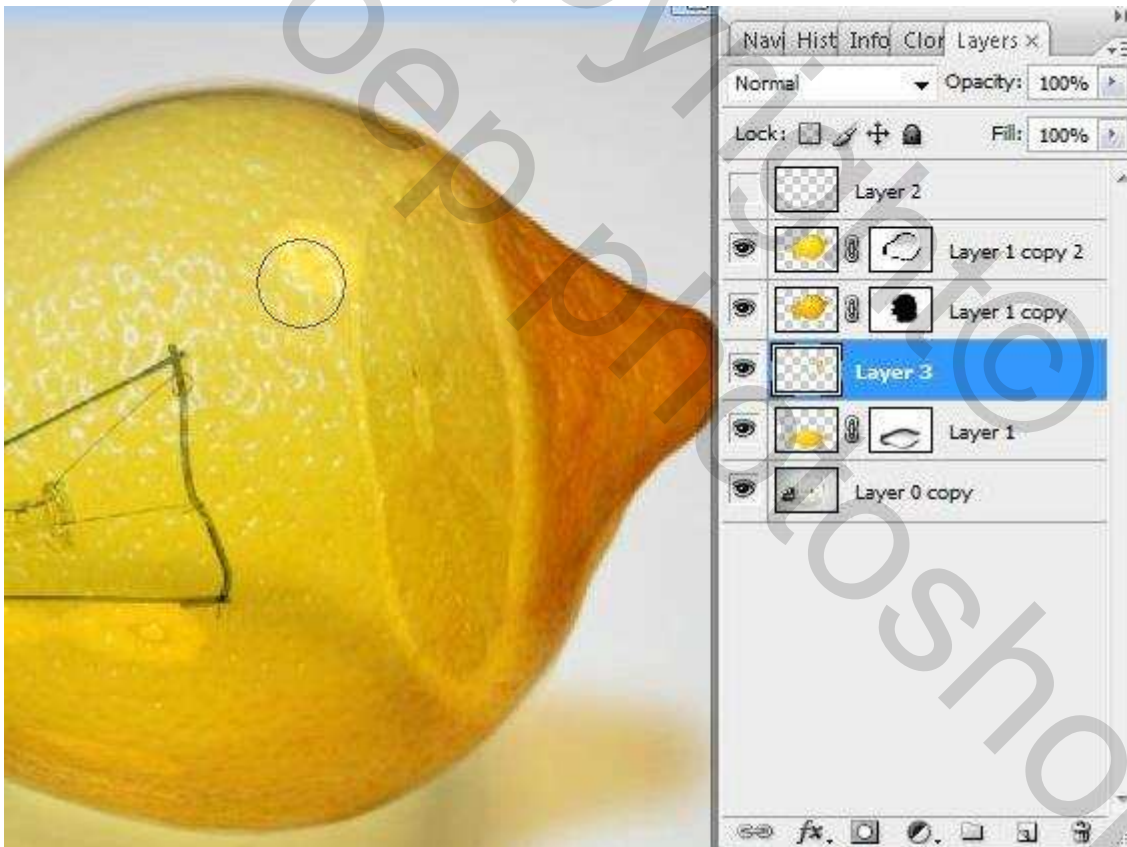 Navi Hist Info Clor Layers ×
Normal Opacity: 100%
Lock: Fill: 100%
Layer 2
Layer 1 copy 2
Layer 1 copy
Layer 3
Layer 1
Layer 0 copy
fx.